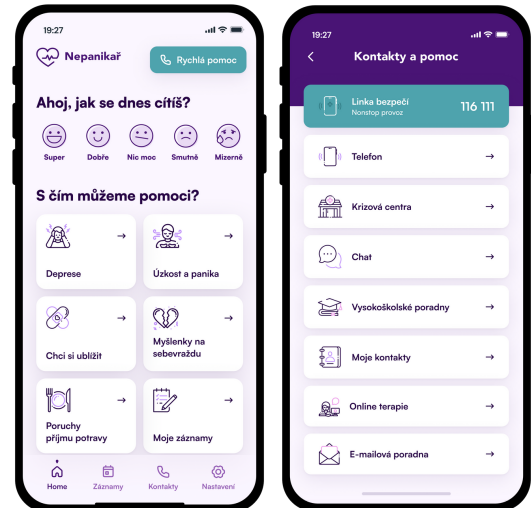 19:27
Nepanikař
Rychlá pomoc
Ahoj, jak se dnes cítíš?
Super
Dobře
Nic moc
Smutně
Mizerně
S čím můžeme pomoci?
Deprese
Úzkost a panika
Chci si ublížit
Myšlenky na
sebevraždu
Poruchy
příjmu potravy
Moje záznamy
Home
Záznamy
Kontakty
Nastavení
19:27
Kontakty a pomoc
Linka bezpečí
Nonstop provoz
116 111
Telefon
Krizová centra
Chat
Vysokoškolské poradny
Moje kontakty
Online terapie
E-mailová poradna